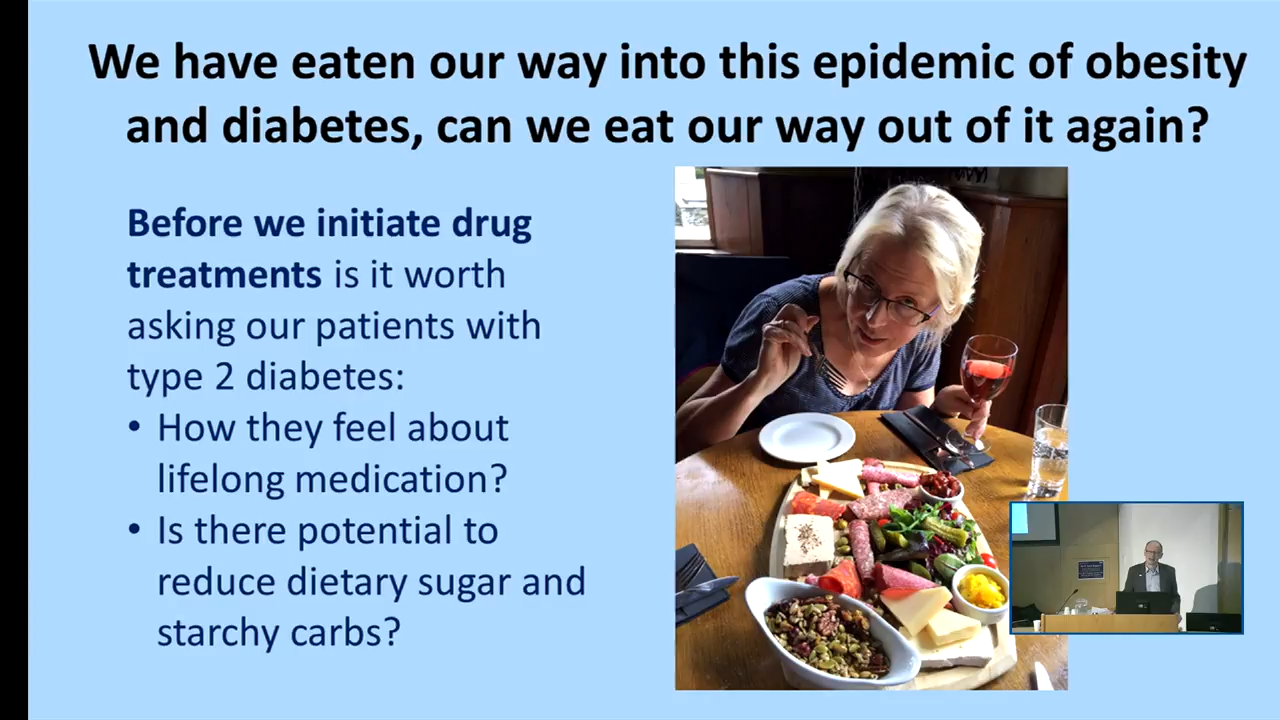 We have eaten our way into this epidemic of obesity
and diabetes, can we eat our way out of it again?
Before we initiate drug
treatments is it worth
asking our patients with
type 2 diabetes:
• How they feel about
lifelong medication?
• Is there potential to
reduce dietary sugar and
starchy carbs?